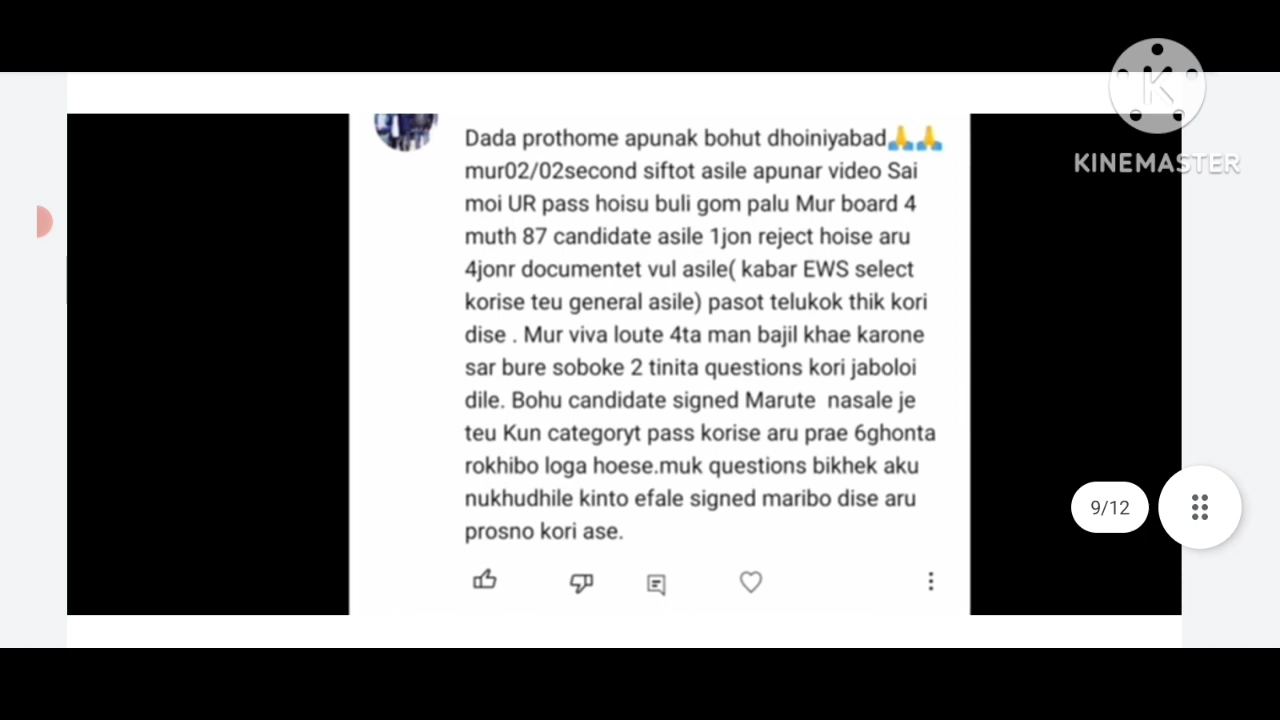 KINEMASTER
Dada prothome apunak bohut dhoiniyabad🙏🙏
mur02/02second siftot asile apunar video Sai
moi UR pass hoisu buli gom palu Mur board 4
muth 87 candidate asile 1jon reject hoise aru
4jonr documentet vul asile( kabar EWS select
korise teu general asile) pasot telukok thik kori
dise . Mur viva loute 4ta man bajil khae karone
sar bure soboke 2 tinita questions kori jaboloi
dile. Bohu candidate signed Marute  nasale je
teu Kun categoryt pass korise aru prae 6ghonta
rokhibo loga hoese.muk questions bikhek aku
nukhudhile kinto efale signed maribo dise aru
prosno kori ase.
9/12